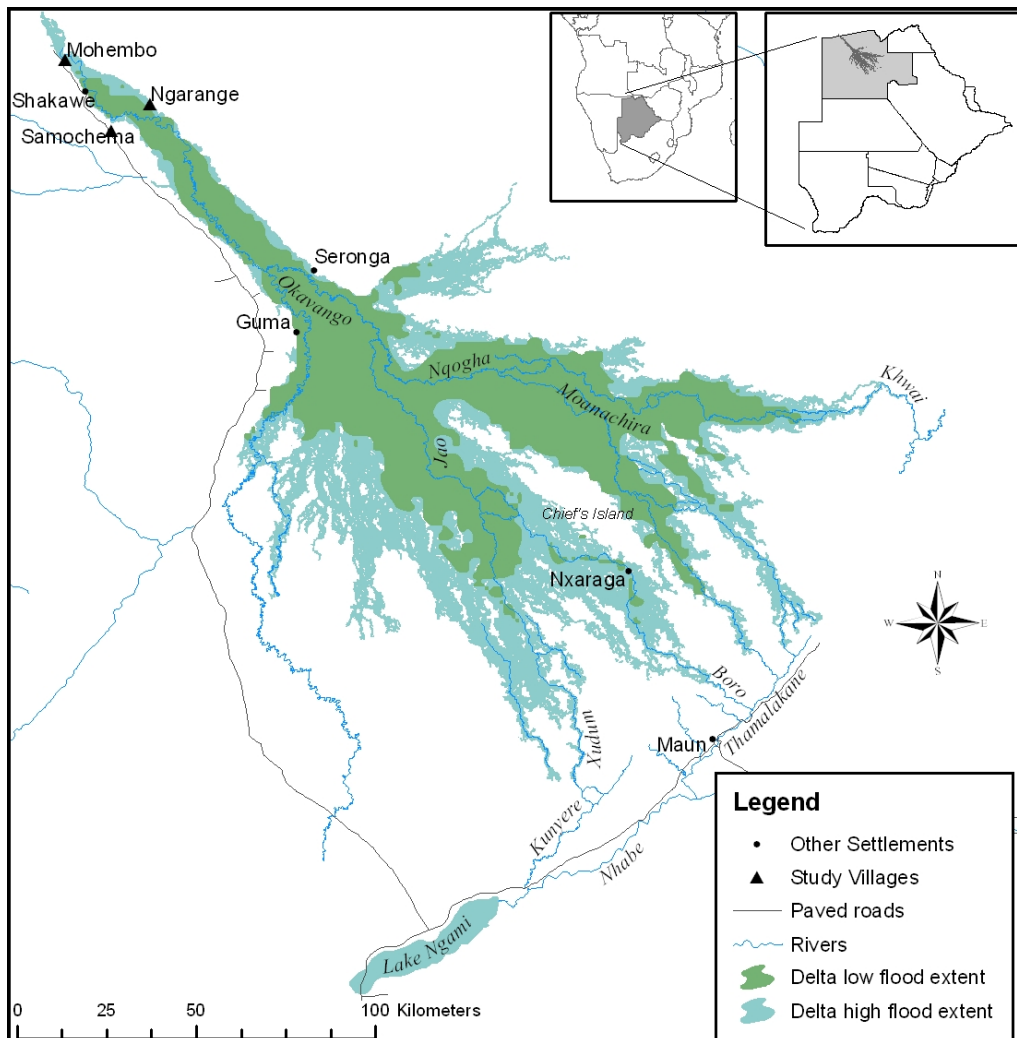 Mohembo
Shakawe
Ngarange
Samochema
Seronga
Okavango
Guma
Nqogha
Khwai
Moanachira
Jao
Chief's Island
Nxaraga
N
W
E
S
Boro
Xudum
Maun
Thamalakane
Kunyere
Nhabe
Lake Ngami
Legend
Other Settlements
Study Villages
Paved roads
Rivers
Delta low flood extent
Delta high flood extent
0 25 50 100 Kilometers